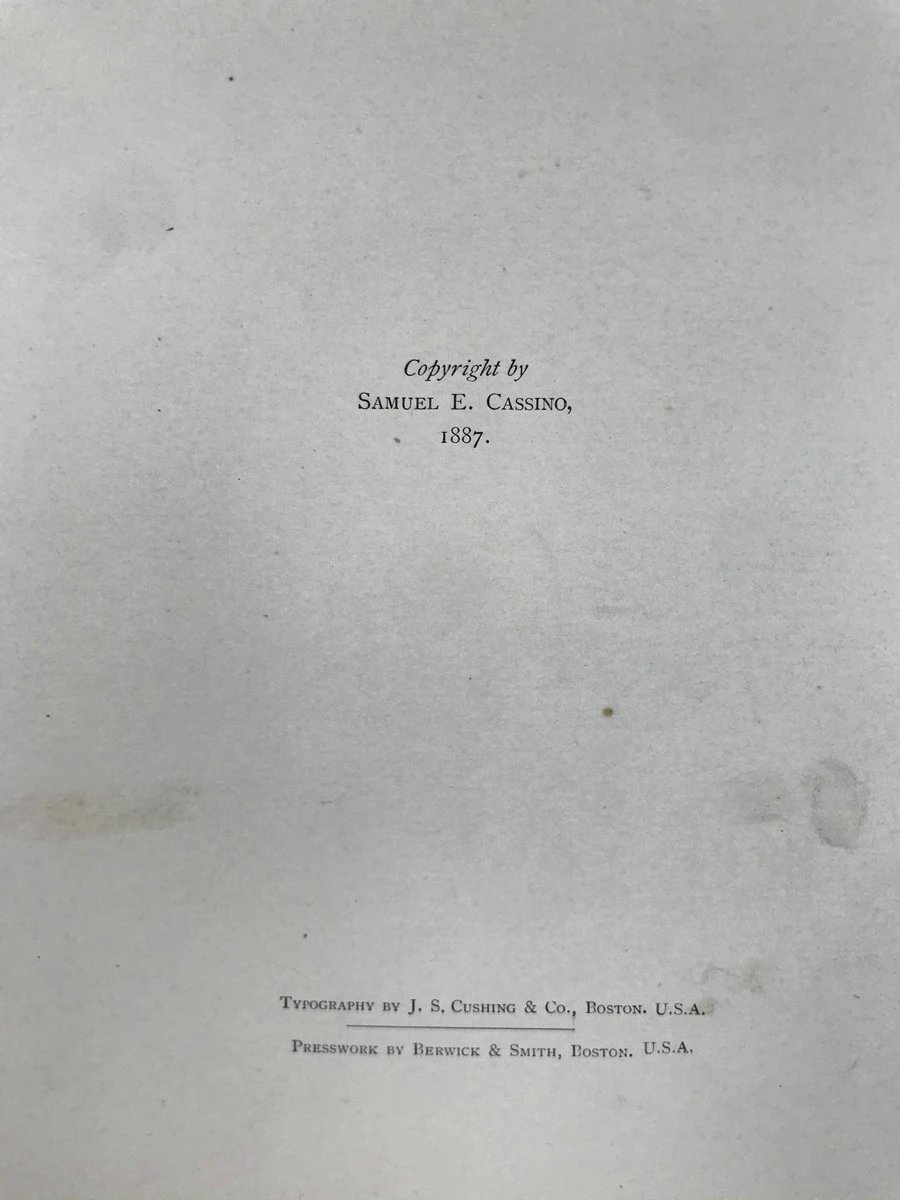 Copyright by
SAMUEL E. CASSINO,
1887.
TYPOGRAPHY BY J. S. CUSHING & CO., BOSTON. U.S.A.
PRESSWORK BY BERWICK & SMITH, BOSTON. U.S.A.